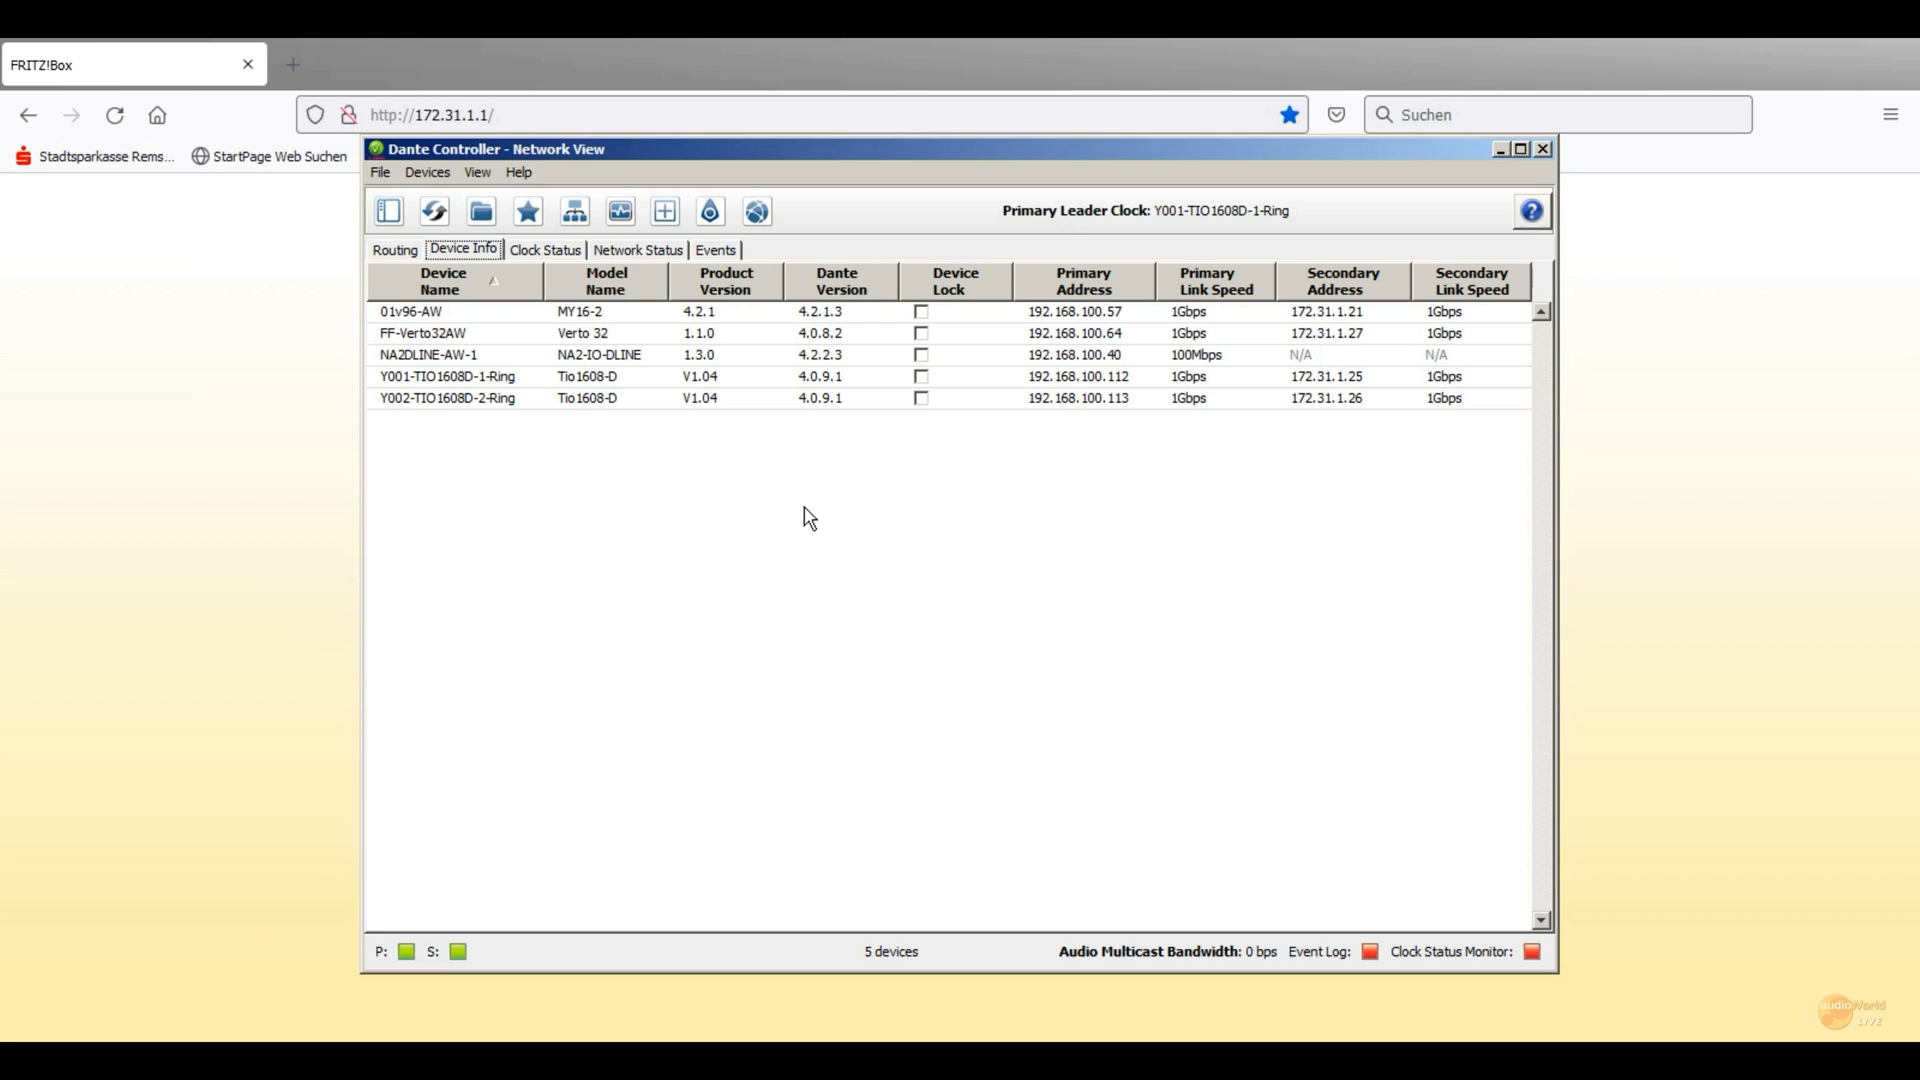 FRITZ!Box
http://172.31.1.1/
Suchen
Stadtsparkasse Rems...
StartPage Web Suchen
Dante Controller - Network View
File Devices View Help
Primary Leader Clock: Y001-TIO1608D-1-Ring
Routing Device Info Clock Status Network Status Events
Device Name Model Name Product Version Dante Version Device Lock Primary Address Primary Link Speed Secondary Address Secondary Link Speed
01v96-AW MY16-2 4.2.1 4.2.1.3 192.168.100.57 1Gbps 172.31.1.21 1Gbps
FF-Verto32AW Verto 32 1.1.0 4.0.8.2 192.168.100.64 1Gbps 172.31.1.27 1Gbps
NA2DLINE-AW-1 NA2-IO-DLINE 1.3.0 4.2.2.3 192.168.100.40 100Mbps N/A N/A
Y001-TIO1608D-1-Ring Tio1608-D V1.04 4.0.9.1 192.168.100.112 1Gbps 172.31.1.25 1Gbps
Y002-TIO1608D-2-Ring Tio1608-D V1.04 4.0.9.1 192.168.100.113 1Gbps 172.31.1.26 1Gbps
P: S: 5 devices Audio Multicast Bandwidth: 0 bps Event Log: Clock Status Monitor:
audioWorld
LIVE